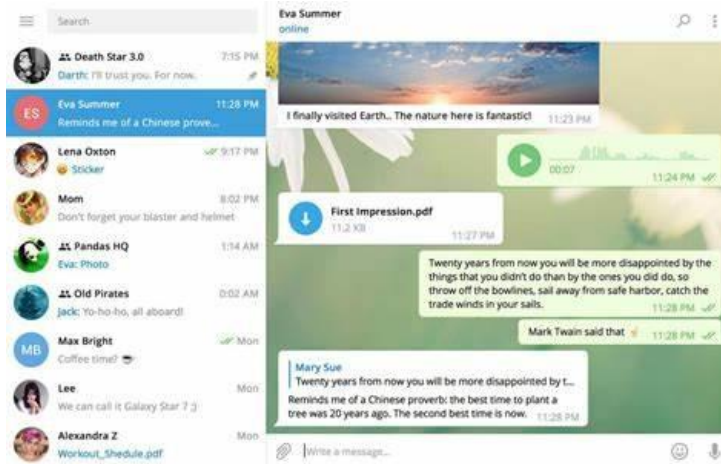 Search
Death Star 3.0 7:15 PM
Darth: I'll trust you. For now.
ES
Eva Summer 11:28 PM
Reminds me of a Chinese prove...
Lena Oxton 9:17 PM
Sticker
Mom 8:02 PM
Don't forget your blaster and helmet
Pandas HQ 1:14 AM
Eva: Photo
Old Pirates 0:02 AM
Jack: Yo-ho-ho, all aboard!
MB
Max Bright Mon
Coffee time?
Lee Mon
We can call it Galaxy Star 7 ;)
Alexandra Z Mon
Workout_Shedule.pdf
Eva Summer
online
I finally visited Earth.. The nature here is fantastic! 11:23 PM
00:07 11:24 PM
First Impression.pdf
11.2 KB
11:27 PM
Twenty years from now you will be more disappointed by the
things that you didn't do than by the ones you did do, so
throw off the bowlines, sail away from safe harbor, catch the
trade winds in your sails.
11:28 PM
Mark Twain said that 11:28 PM
Mary Sue
Twenty years from now you will be more disappointed by t...
Reminds me of a Chinese proverb: the best time to plant a
tree was 20 years ago. The second best time is now. 11:28 PM
Write a message...